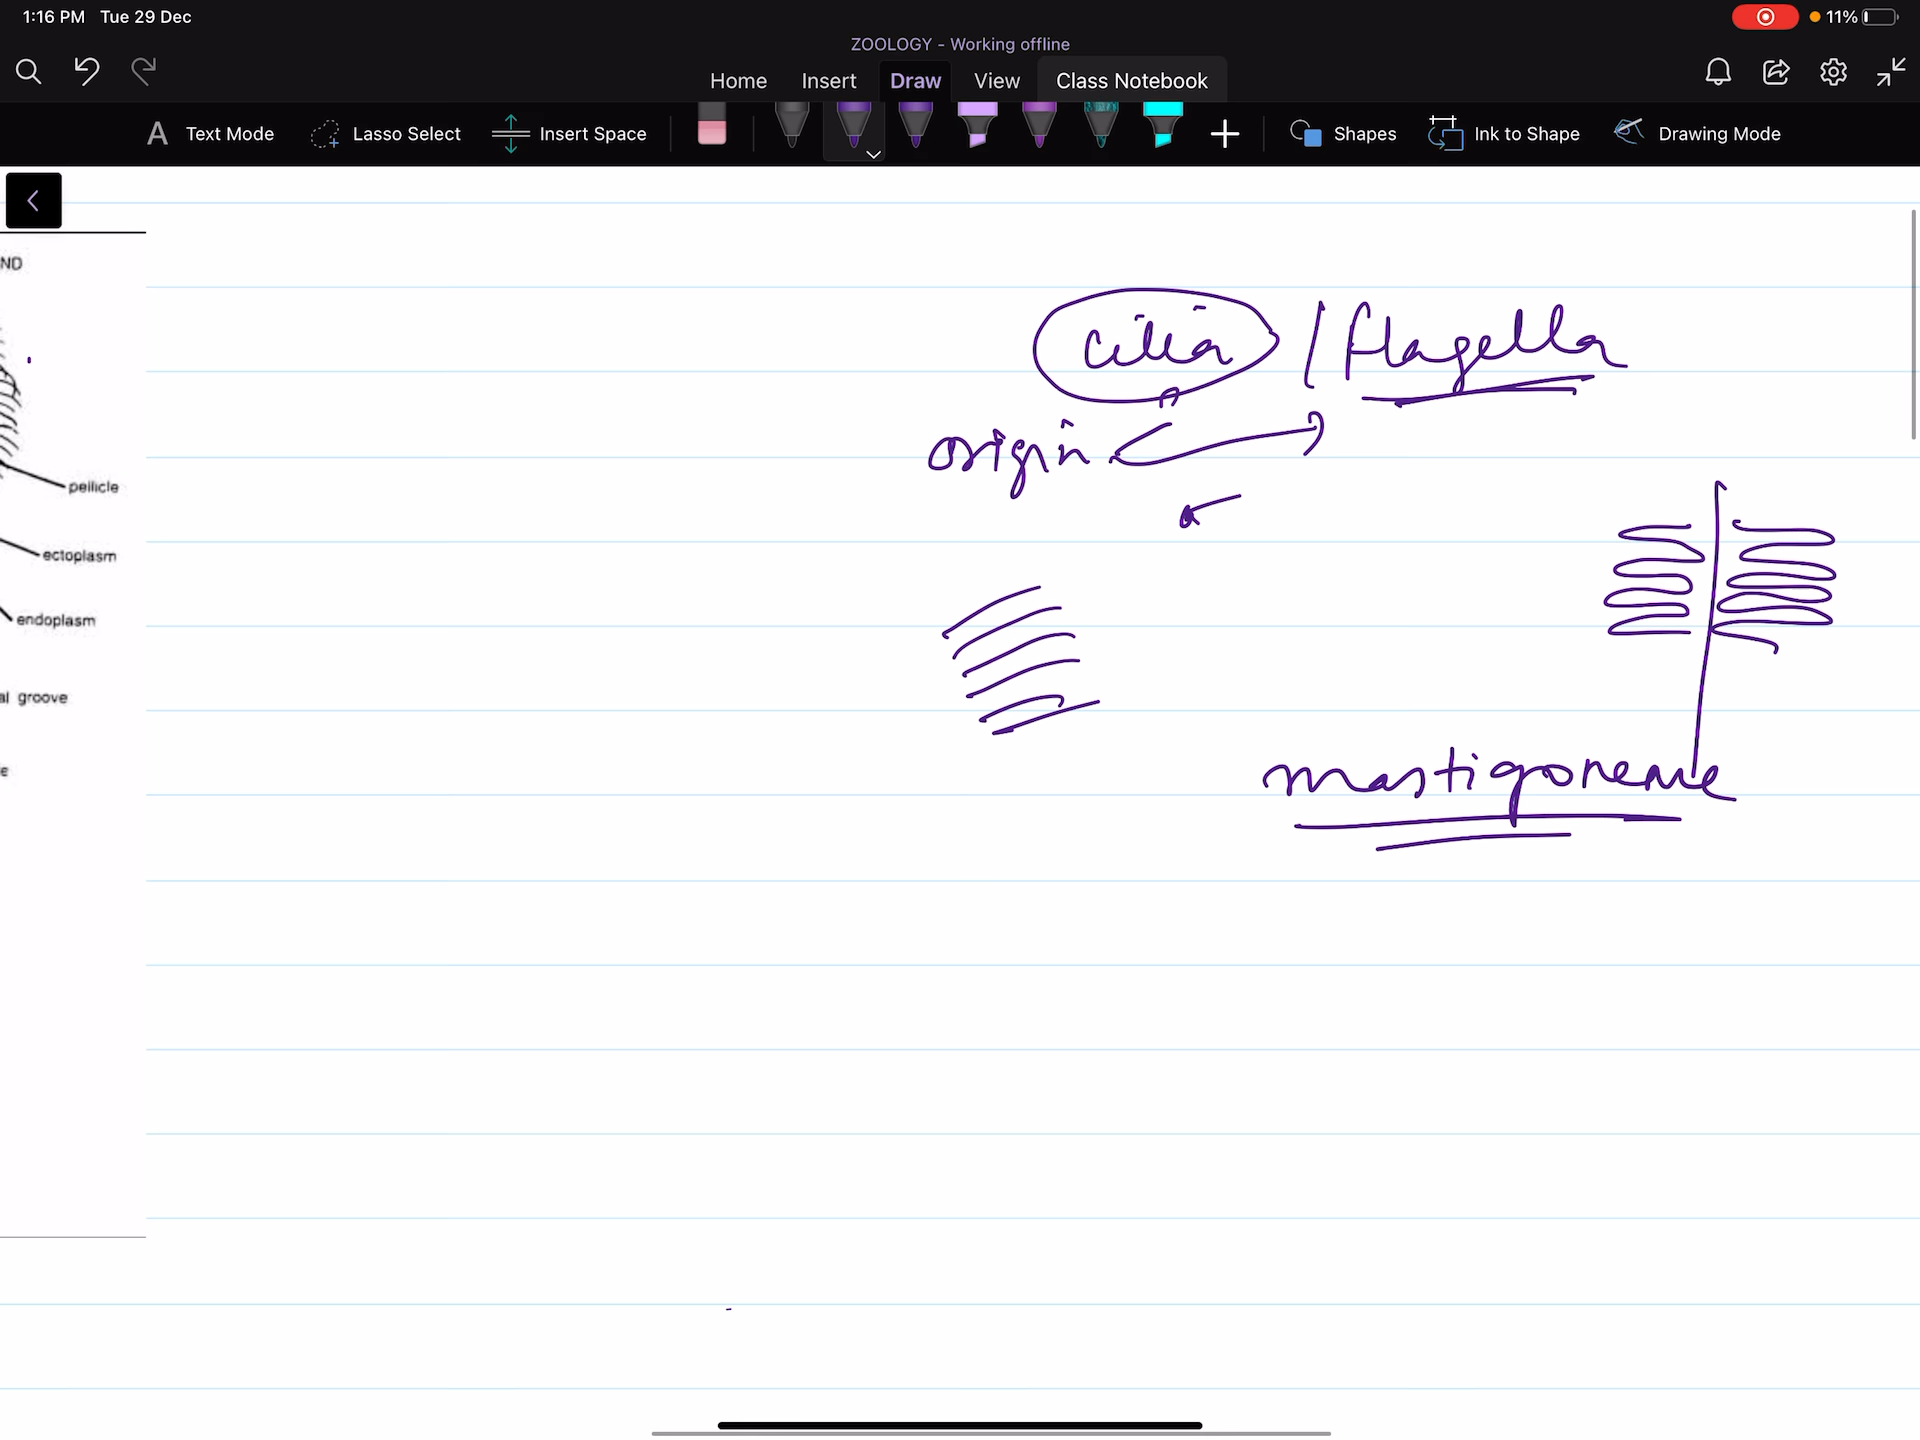 1:16 PM Tue 29 Dec
11%
ZOOLOGY - Working offline
Home Insert Draw View Class Notebook
A Text Mode Lasso Select Insert Space Shapes Ink to Shape Drawing Mode
ND
cilia / flagella
origin
pellicle
ectoplasm
endoplasm
al groove
e
mastigoneme